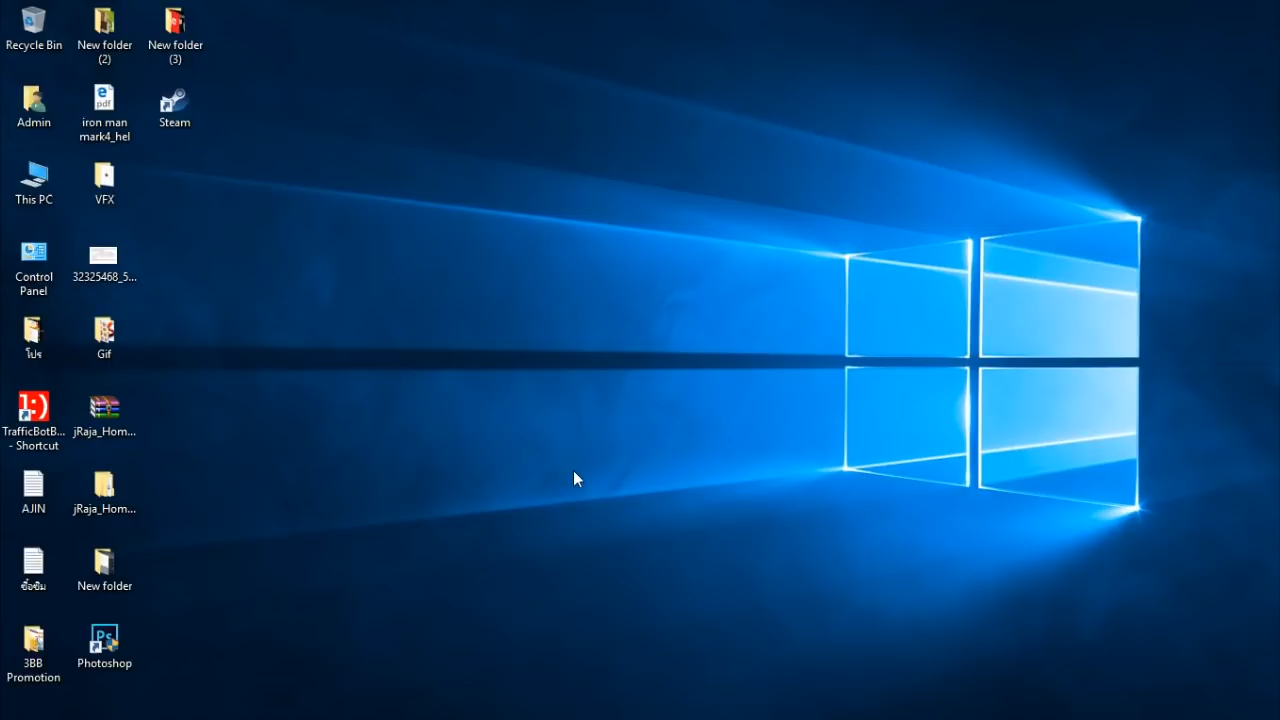 Recycle Bin
New folder
(2)
New folder
(3)
Admin
iron man
mark4_hel
Steam
This PC
VFX
Control
Panel
32325468_5...
โปร
Gif
TrafficBotB...
- Shortcut
jRaja_Hom...
AJIN
jRaja_Hom...
ซื้อซิม
New folder
3BB
Promotion
Photoshop